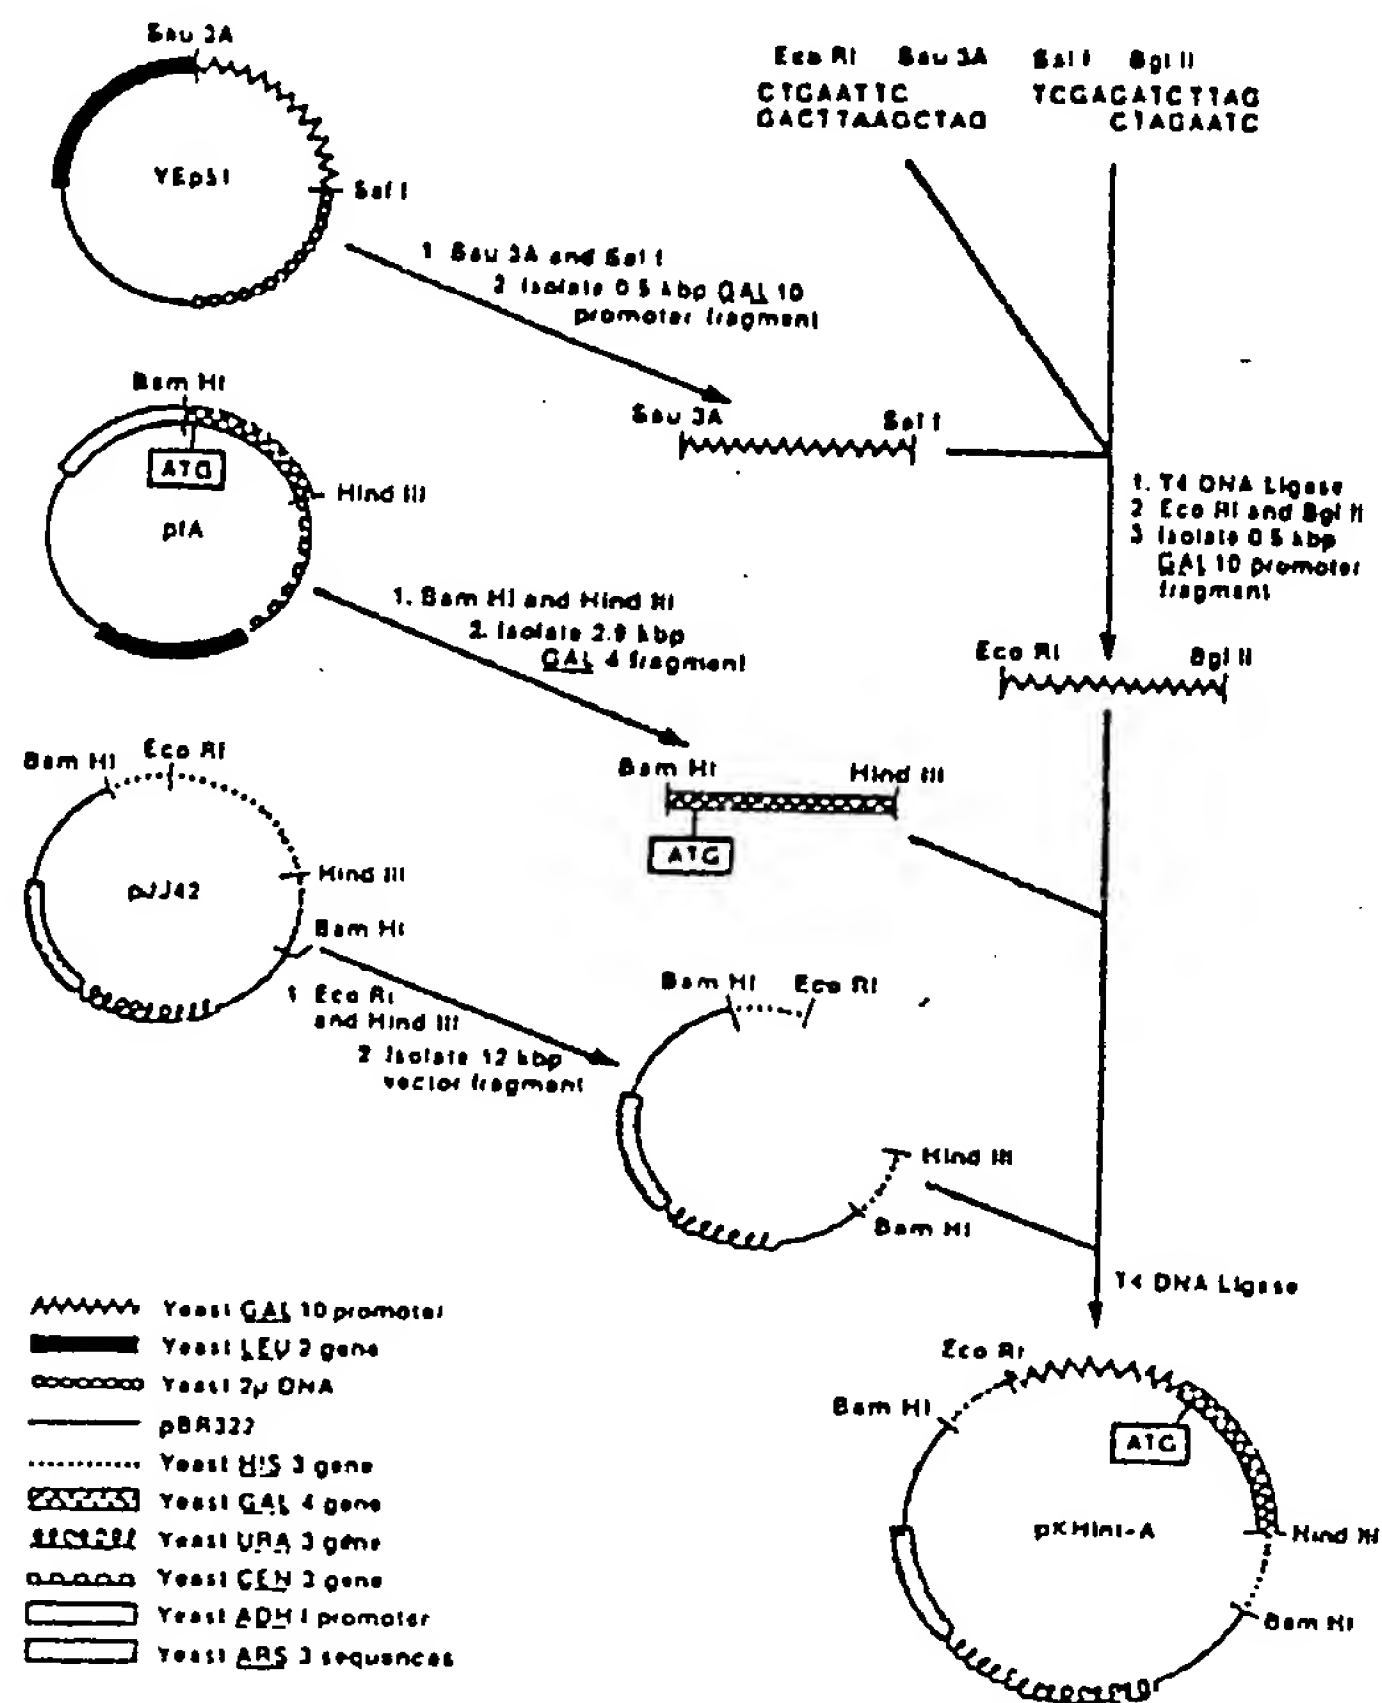 Sau 3A
YEp51
Sal I
Eco RI Sau 3A Sal I Bgl II
CTGAATTC TCGAGATCTTAG
GACTTAAGCTAG CTAGAATC
1. Sau 3A and Sal I
2 Isolate 0.5 kbp GAL 10
promoter fragment
Sau 3A Sal I
1. T4 DNA Ligase
2 Eco RI and Bgl II
3 Isolate 0.5 kbp
GAL 10 promoter
fragment
Eco RI Bgl II
Bam HI
ATG
Hind III
1. Bam HI and Hind III
2. Isolate 2.9 kbp
GAL 4 fragment
Bam HI Hind III
ATG
Bam HI Eco RI
pJJ42
Hind III
Bam HI
1 Eco RI
and Hind III
2 Isolate 12 kbp
vector fragment
Bam HI Eco RI
Hind III
Bam HI
T4 DNA Ligase
Eco RI
Bam HI
ATG
pKHint-A
Hind III
Bam HI
Yeast GAL 10 promoter
Yeast LEU 2 gene
Yeast 2μ DNA
pBR322
Yeast HIS 3 gene
Yeast GAL 4 gene
Yeast URA 3 gene
Yeast CEN 3 gene
Yeast ADH 1 promoter
Yeast ARS 3 sequences